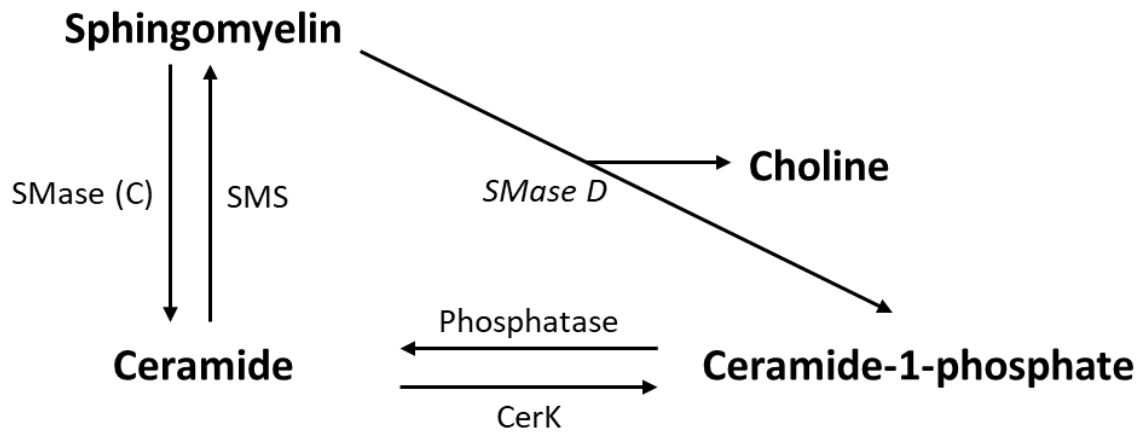 Sphingomyelin
SMase (C)
SMS
SMase D
Choline
Phosphatase
Ceramide
Ceramide-1-phosphate
CerK